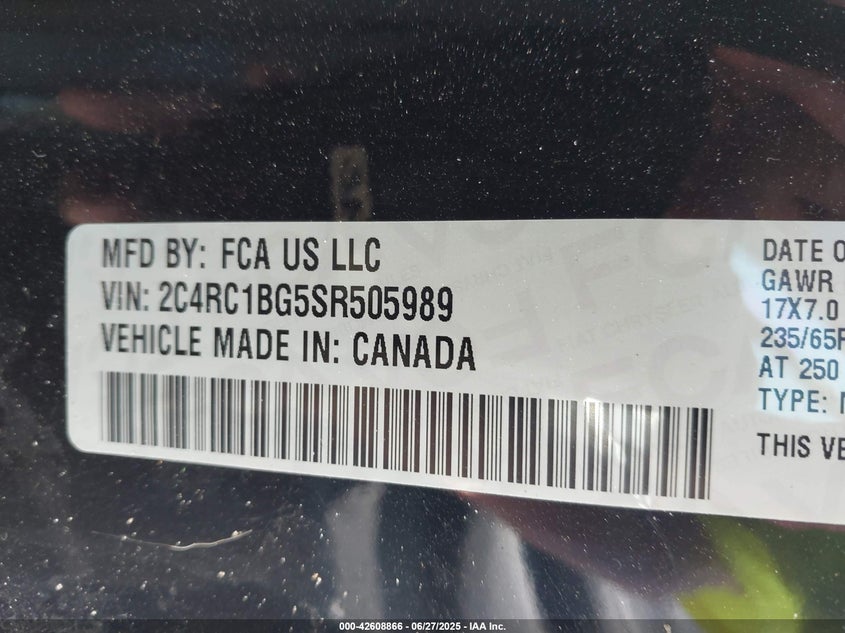 MFD BY: FCA US LLC
VIN: 2C4RC1BG5SR505989
VEHICLE MADE IN: CANADA
DATE O
GAWR
17X7.0
235/65R
AT 250
TYPE:
THIS VE
000-42608866 / 06/27/2025 - IAA Inc.